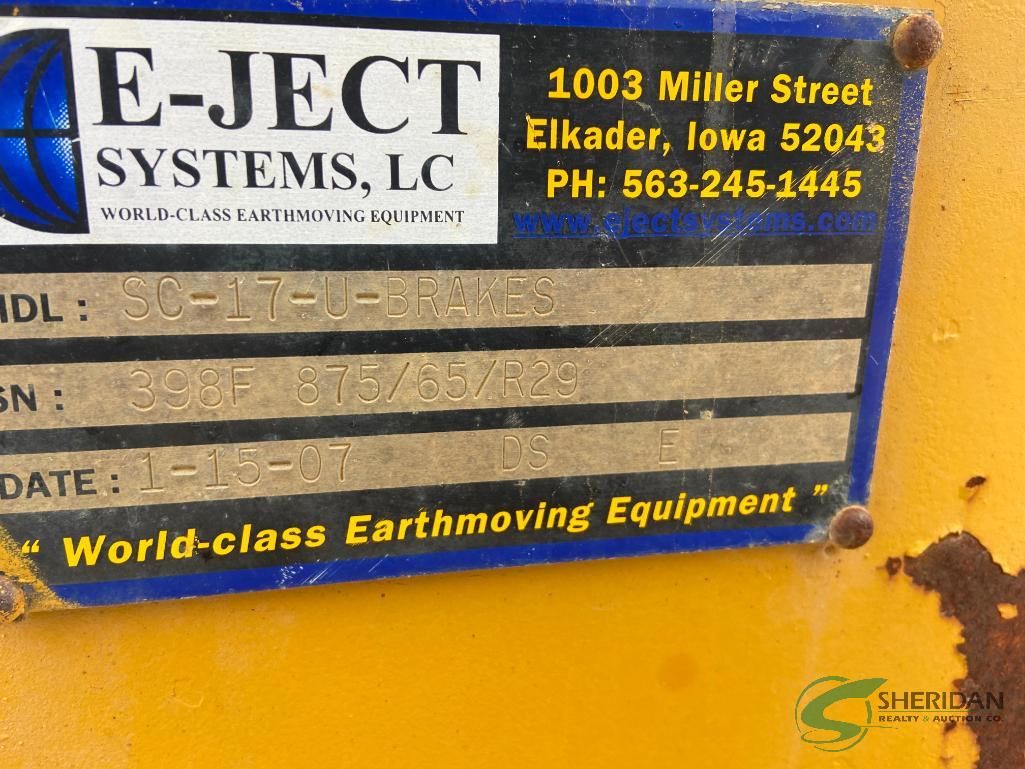 E-JECT
SYSTEMS, LC
WORLD-CLASS EARTHMOVING EQUIPMENT
1003 Miller Street
Elkader, Iowa 52043
PH: 563-245-1445
www.ejectsystems.com
MDL : SC-17-U-BRAKES
SN : 398F 875/65/R29
DATE : 1-15-07 DS E
" World-class Earthmoving Equipment "
SHERIDAN
REALTY & AUCTION CO.